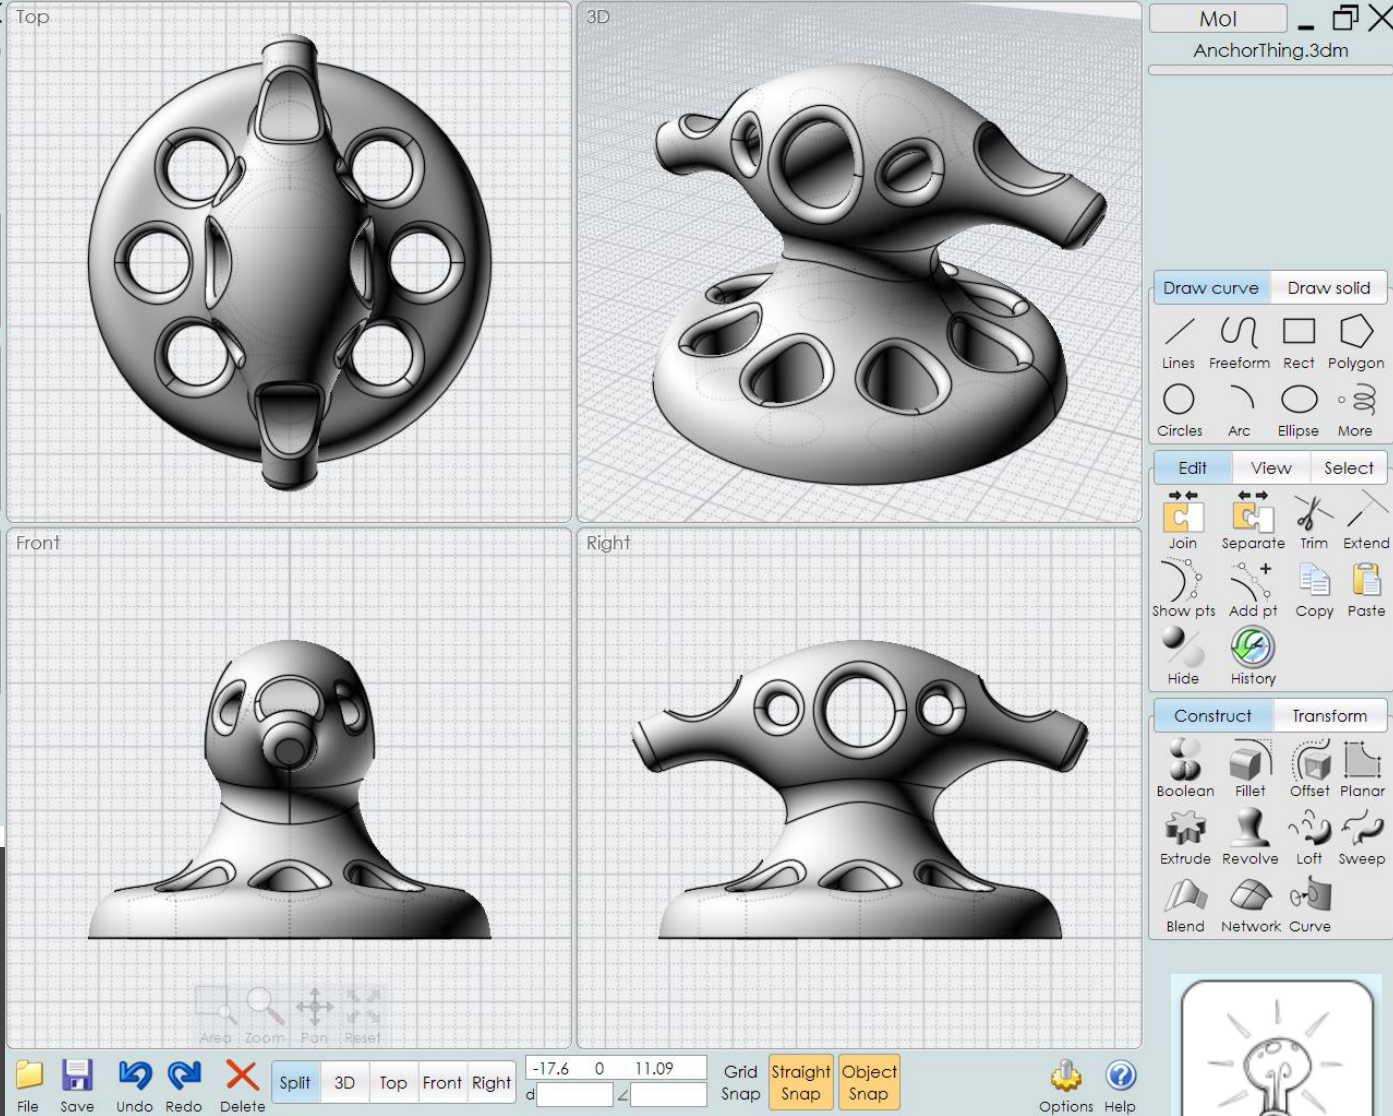 Top
3D
MoI
AnchorThing.3dm
Draw curve Draw solid
Lines Freeform Rect Polygon
Circles Arc Ellipse More
Edit View Select
Join Separate Trim Extend
Show pts Add pt Copy Paste
Hide History
Front
Right
Construct Transform
Boolean Fillet Offset Planar
Extrude Revolve Loft Sweep
Blend Network Curve
Area Zoom Pan Reset
File Save Undo Redo Delete
Split 3D Top Front Right
-17.6 0 11.09
d
Grid Snap
Straight Snap
Object Snap
Options Help